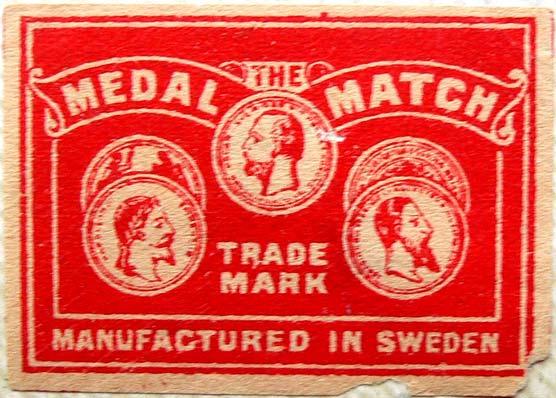 THE
MEDAL MATCH
TRADE
MARK
MANUFACTURED IN SWEDEN